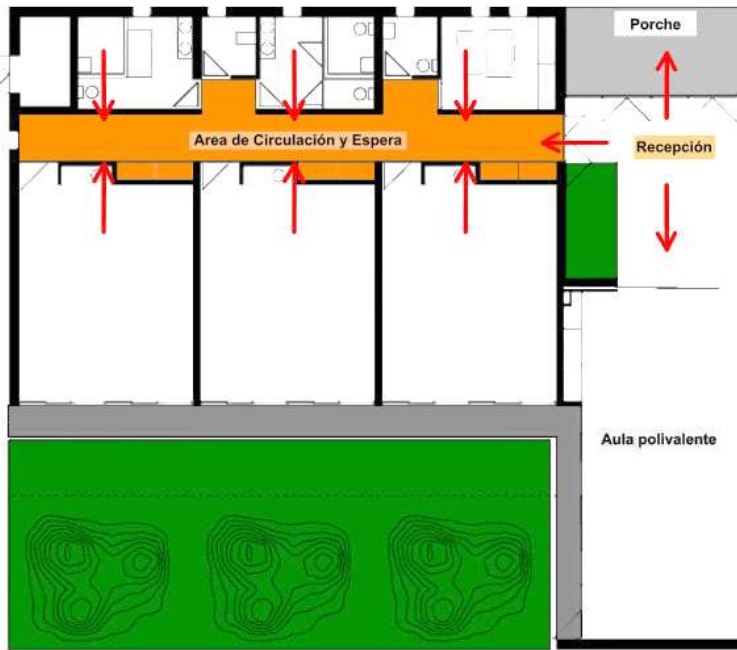 Porche
Area de Circulación y Espera
Recepción
Aula polivalente